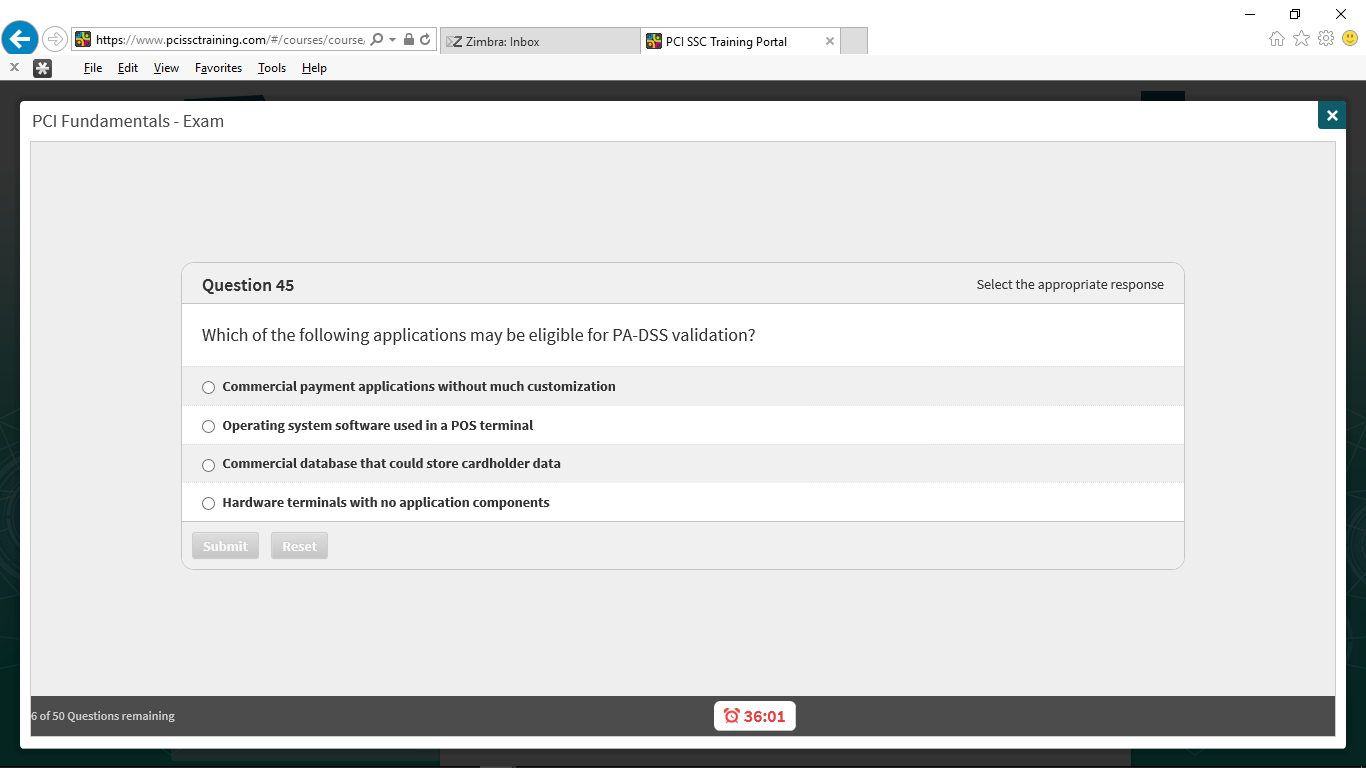 https://www.pcissctraining.com/#/courses/course,
Zimbra: Inbox
PCI SSC Training Portal
File Edit View Favorites Tools Help
PCI Fundamentals - Exam
Question 45
Select the appropriate response
Which of the following applications may be eligible for PA-DSS validation?
Commercial payment applications without much customization
Operating system software used in a POS terminal
Commercial database that could store cardholder data
Hardware terminals with no application components
Submit Reset
6 of 50 Questions remaining
36:01